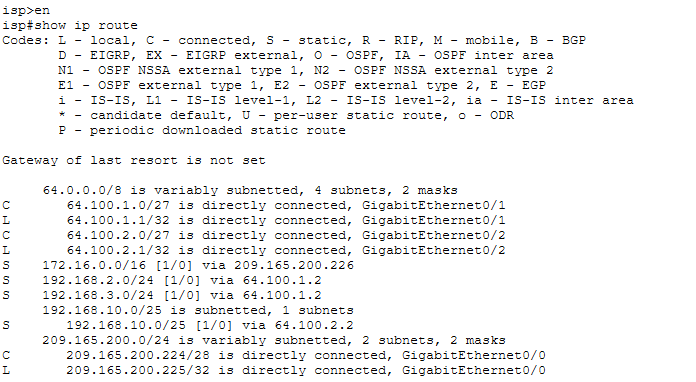 isp>en
isp#show ip route
Codes: L - local, C - connected, S - static, R - RIP, M - mobile, B - BGP
       D - EIGRP, EX - EIGRP external, O - OSPF, IA - OSPF inter area
       N1 - OSPF NSSA external type 1, N2 - OSPF NSSA external type 2
       E1 - OSPF external type 1, E2 - OSPF external type 2, E - EGP
       i - IS-IS, L1 - IS-IS level-1, L2 - IS-IS level-2, ia - IS-IS inter area
       * - candidate default, U - per-user static route, o - ODR
       P - periodic downloaded static route

Gateway of last resort is not set

     64.0.0.0/8 is variably subnetted, 4 subnets, 2 masks
C       64.100.1.0/27 is directly connected, GigabitEthernet0/1
L       64.100.1.1/32 is directly connected, GigabitEthernet0/1
C       64.100.2.0/27 is directly connected, GigabitEthernet0/2
L       64.100.2.1/32 is directly connected, GigabitEthernet0/2
S    172.16.0.0/16 [1/0] via 209.165.200.226
S    192.168.2.0/24 [1/0] via 64.100.1.2
S    192.168.3.0/24 [1/0] via 64.100.1.2
     192.168.10.0/25 is subnetted, 1 subnets
S       192.168.10.0/25 [1/0] via 64.100.2.2
     209.165.200.0/24 is variably subnetted, 2 subnets, 2 masks
C       209.165.200.224/28 is directly connected, GigabitEthernet0/0
L       209.165.200.225/32 is directly connected, GigabitEthernet0/0